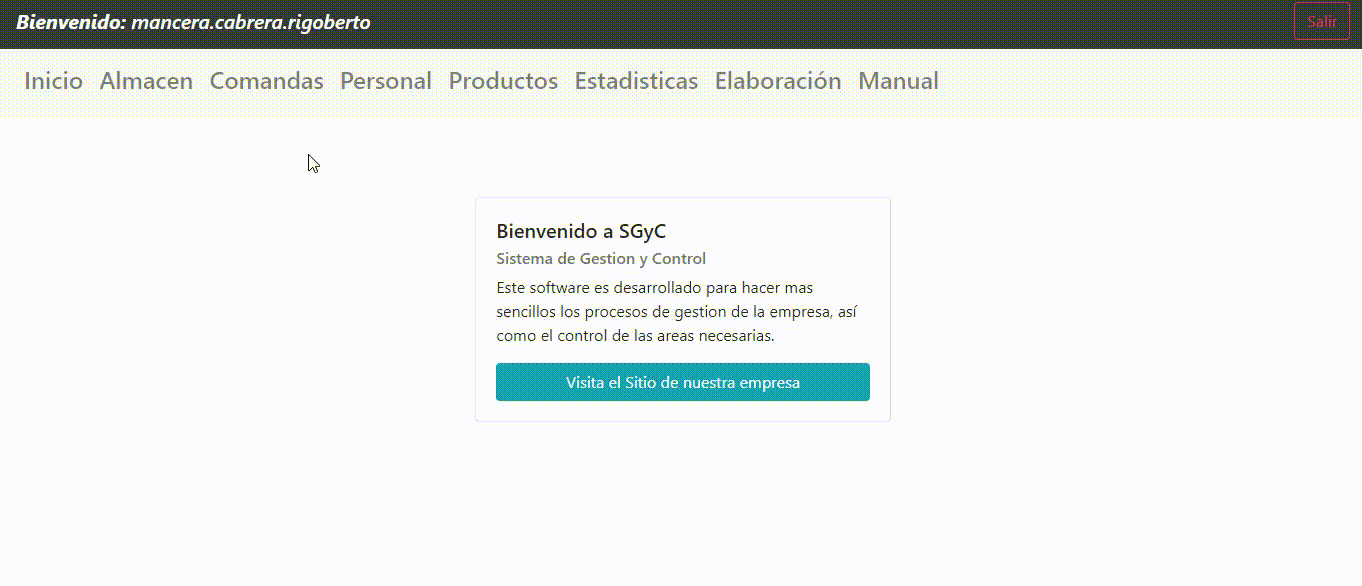 Bienvenido: mancera.cabrera.rigoberto Salir
Inicio Almacen Comandas Personal Productos Estadisticas Elaboración Manual
Bienvenido a SGyC
Sistema de Gestion y Control
Este software es desarrollado para hacer mas
sencillos los procesos de gestion de la empresa, así
como el control de las areas necesarias.
Visita el Sitio de nuestra empresa